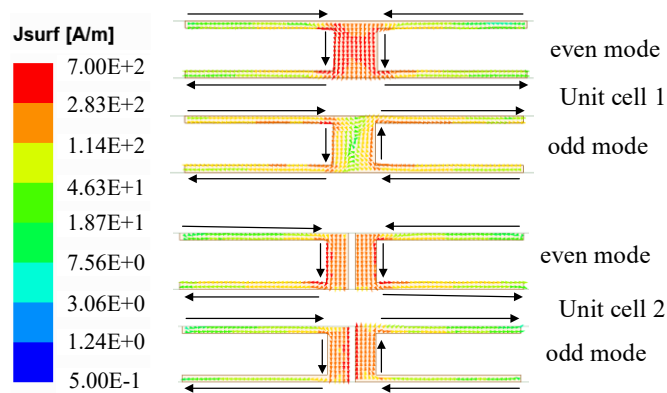 Jsurf [A/m]
7.00E+2
2.83E+2
1.14E+2
4.63E+1
1.87E+1
7.56E+0
3.06E+0
1.24E+0
5.00E-1
even mode
Unit cell 1
odd mode
even mode
Unit cell 2
odd mode